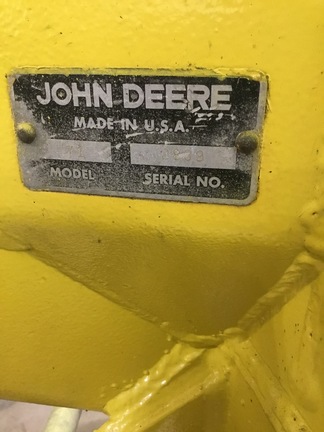 JOHN DEERE
MADE IN U.S.A.
MODEL SERIAL NO.